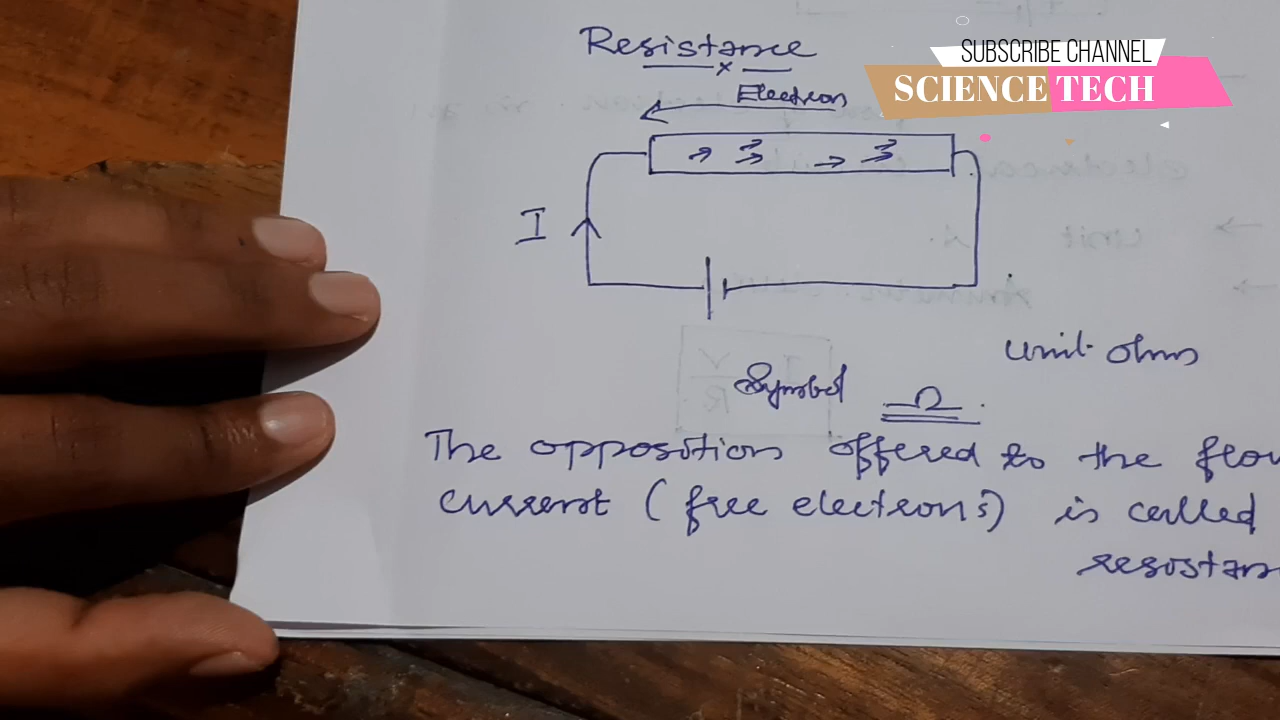 Resistance
SUBSCRIBE CHANNEL
SCIENCE TECH
Electron
I
unit ohms
Symbol Ω
The opposition offered to the flow
current (free electrons) is called
resistan